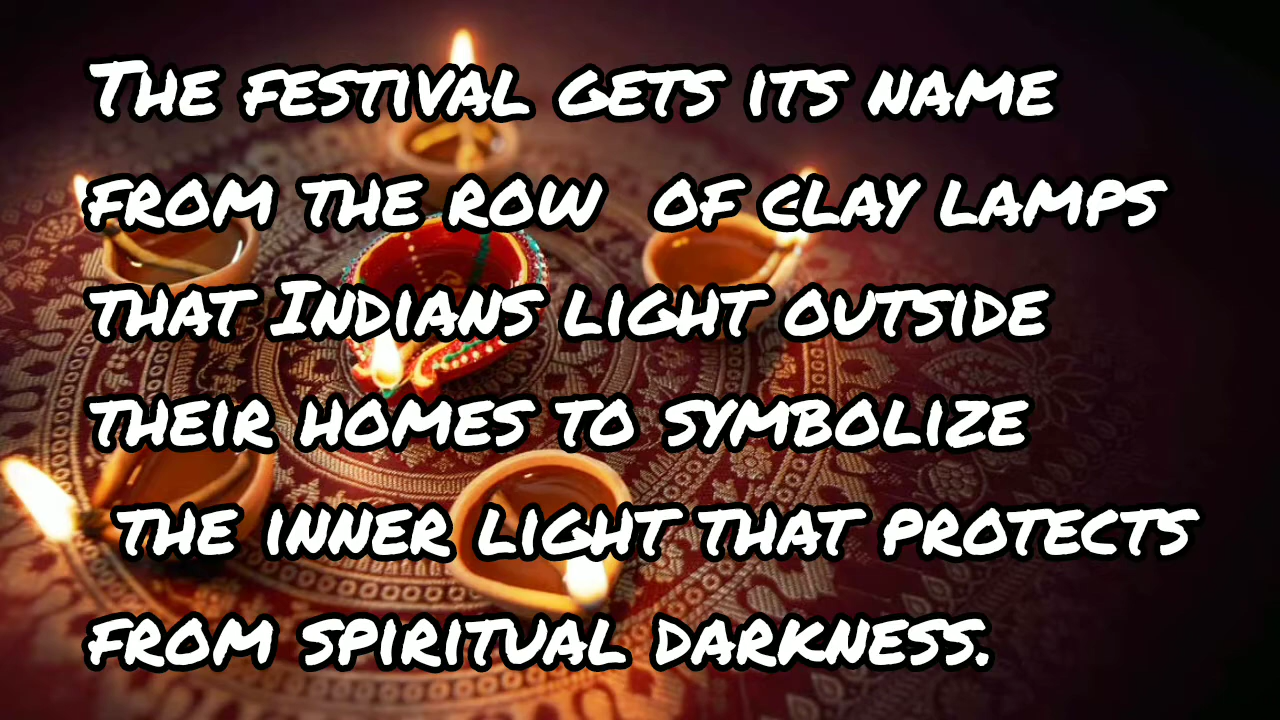 The festival gets its name
from the row of clay lamps
that Indians light outside
their homes to symbolize
the inner light that protects
from spiritual darkness.